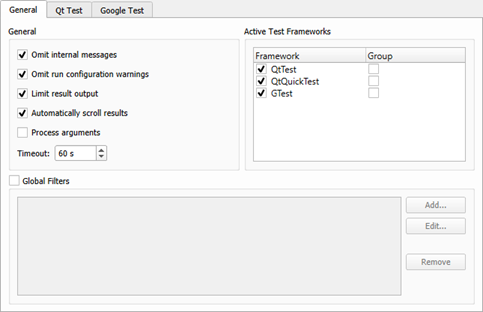 General Qt Test Google Test
General
Omit internal messages
Omit run configuration warnings
Limit result output
Automatically scroll results
Process arguments
Timeout: 60 s
Active Test Frameworks
Framework Group
QtTest
QtQuickTest
GTest
Global Filters
Add...
Edit...
Remove